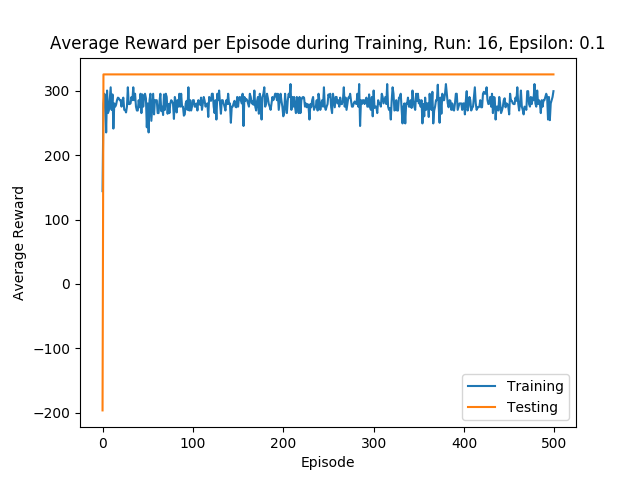 Average Reward per Episode during Training, Run: 16, Epsilon: 0.1
Average Reward
300
200
100
0
−100
−200
0 100 200 300 400 500
Episode
Training
Testing